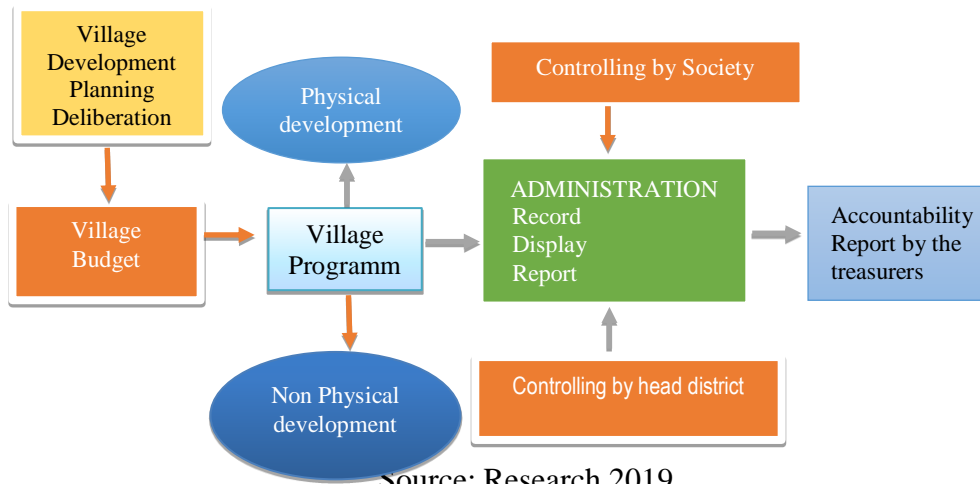 Village
Development
Planning
Deliberation
Physical
development
Controlling by Society
Village
Budget
Village
Programm
ADMINISTRATION
Record
Display
Report
Accountability
Report by the
treasurers
Non Physical
development
Controlling by head district
Source: Research 2019